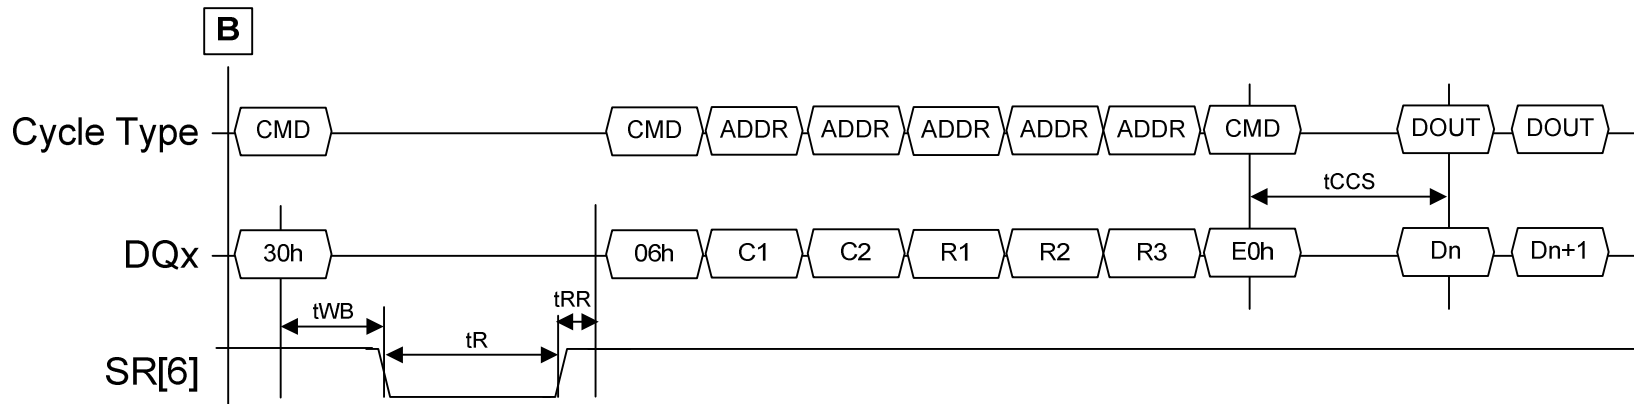 B
Cycle Type CMD CMD ADDR ADDR ADDR ADDR ADDR CMD DOUT DOUT
tCCS
DQx 30h 06h C1 C2 R1 R2 R3 E0h Dn Dn+1
tWB tRR
tR
SR[6]